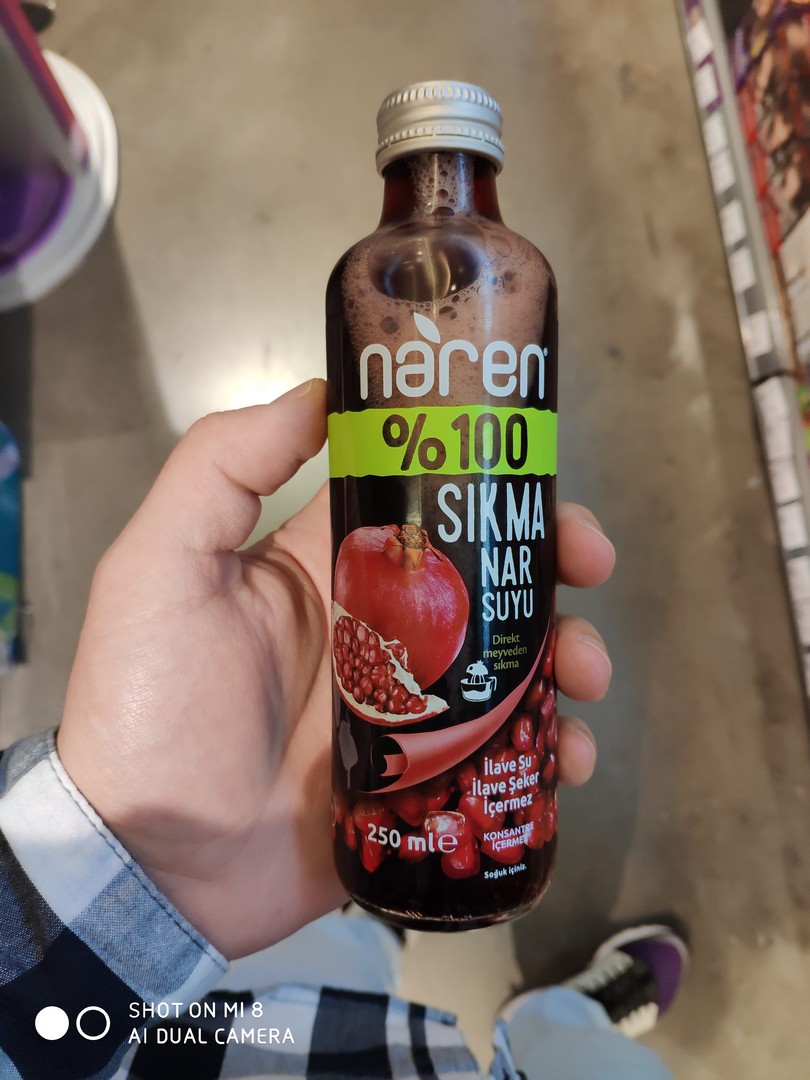 naren
%100
SIKMA
NAR
SUYU
Direkt
meyveden
sıkma
İlave Su
İlave Şeker
İçermez
250 ml e
KONSANTRE
İÇERMEZ
Soğuk içiniz.
SHOT ON MI 8
AI DUAL CAMERA